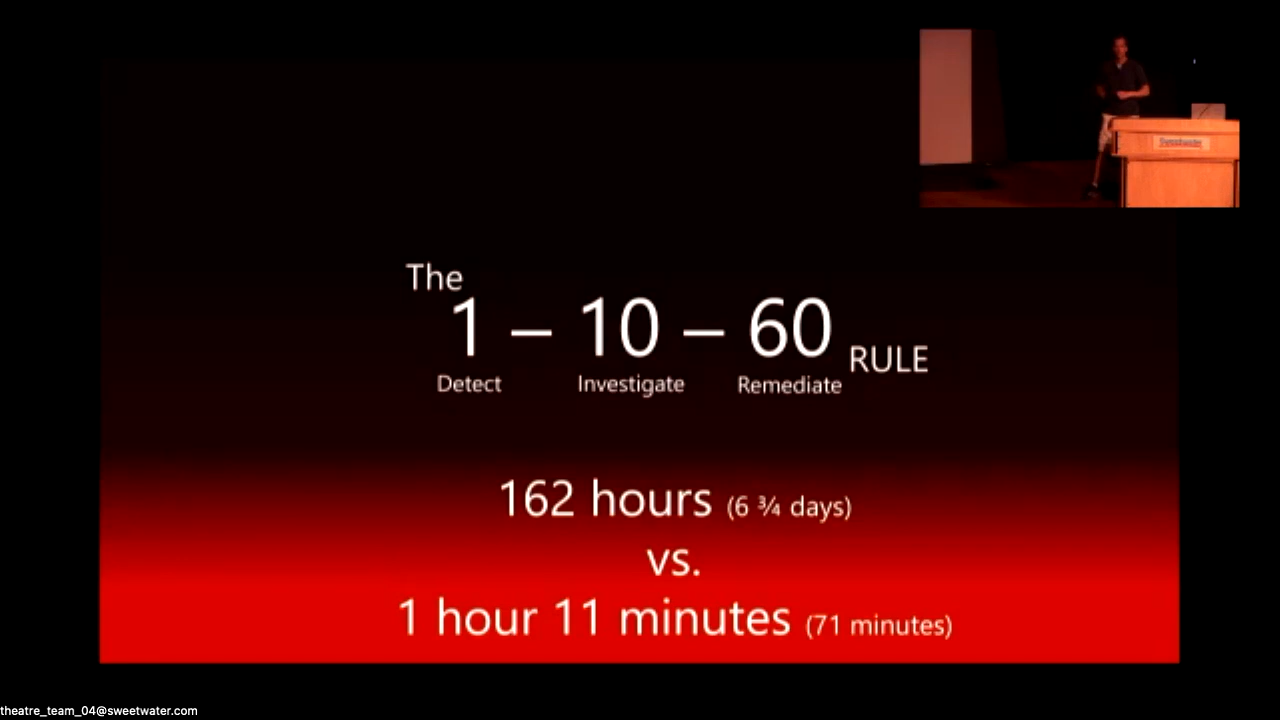 Sweetwater
The
1 – 10 – 60 RULE
Detect Investigate Remediate
162 hours (6 ¾ days)
vs.
1 hour 11 minutes (71 minutes)
theatre_team_04@sweetwater.com